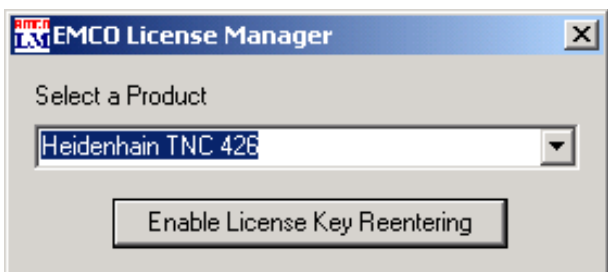 EMCO License Manager
Select a Product
Heidenhain TNC 426
Enable License Key Reentering